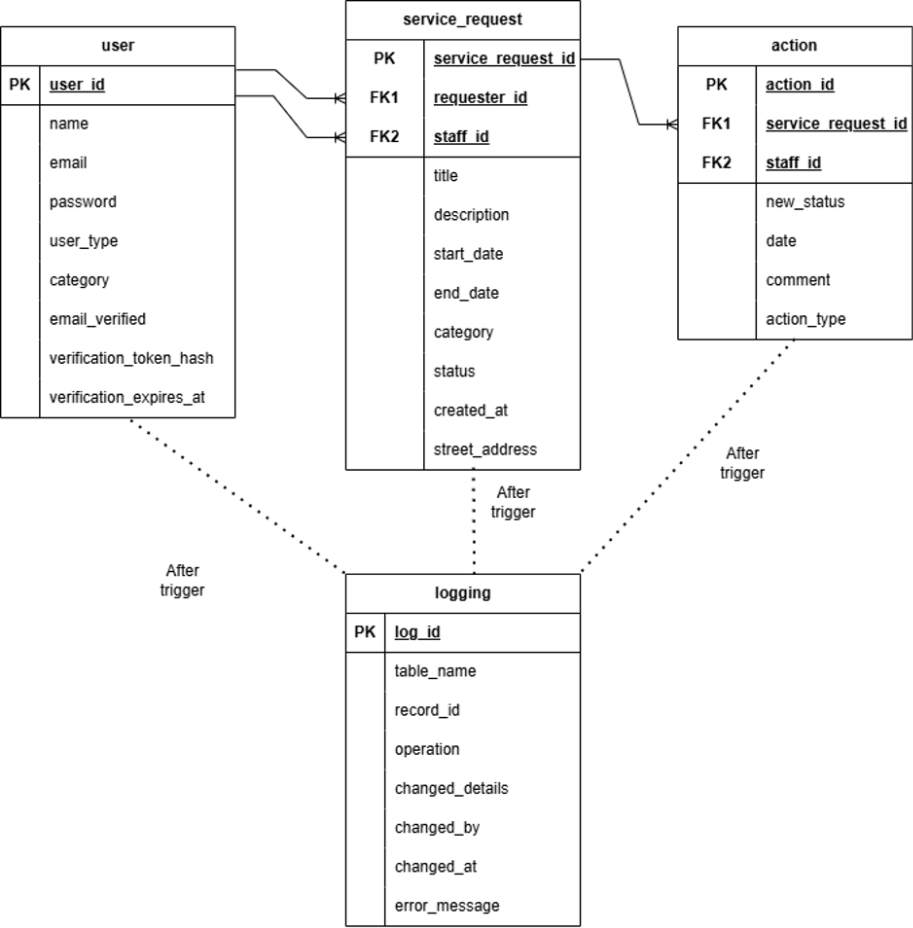 user
PK user_id
name
email
password
user_type
category
email_verified
verification_token_hash
verification_expires_at
service_request
PK service_request_id
FK1 requester_id
FK2 staff_id
title
description
start_date
end_date
category
status
created_at
street_address
action
PK action_id
FK1 service_request_id
FK2 staff_id
new_status
date
comment
action_type
After
trigger
After
trigger
After
trigger
logging
PK log_id
table_name
record_id
operation
changed_details
changed_by
changed_at
error_message